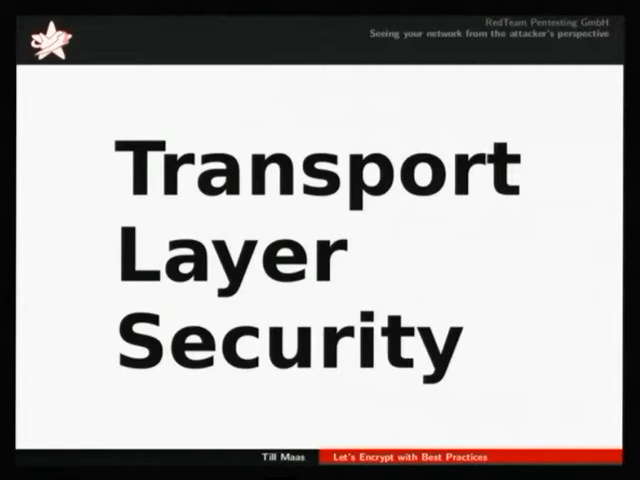 RedTeam Pentesting GmbH
Seeing your network from the attacker's perspective
Transport
Layer
Security
Till Maas
Let's Encrypt with Best Practices